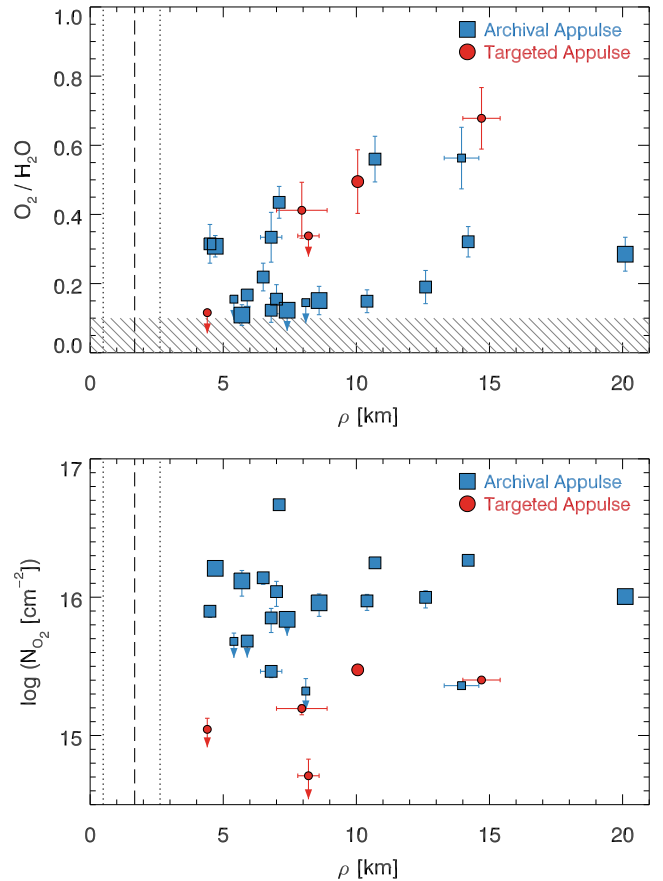 1.0
0.8
0.6
0.4
0.2
0.0
O₂ / H₂O
Archival Appulse
Targeted Appulse
0 5 10 15 20
ρ [km]
17
16
15
log (N_O₂ [cm⁻²])
Archival Appulse
Targeted Appulse
0 5 10 15 20
ρ [km]